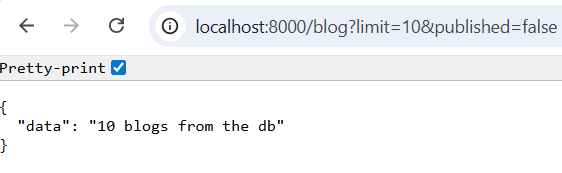 localhost:8000/blog?limit=10&published=false
Pretty-print
{
  "data": "10 blogs from the db"
}